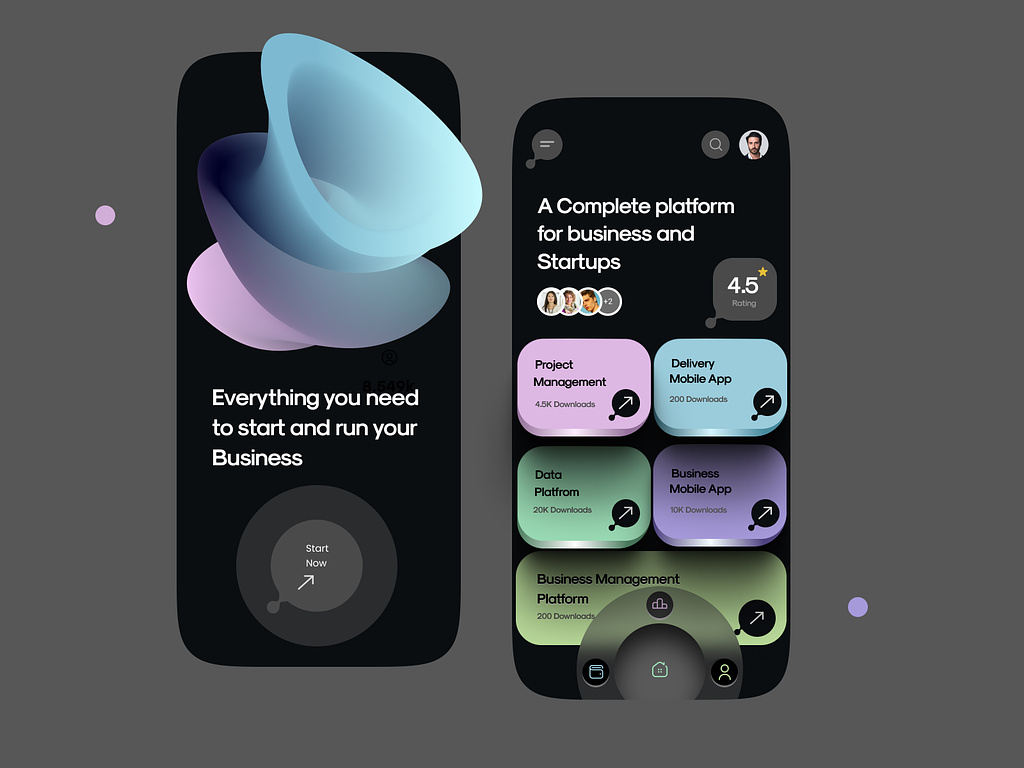 8.549k
Everything you need
to start and run your
Business
Start
Now
A Complete platform
for business and
Startups
+2
4.5
Rating
Project
Management
4.5K Downloads
Delivery
Mobile App
200 Downloads
Data
Platfrom
20K Downloads
Business
Mobile App
10K Downloads
Business Management
Platform
200 Downloads